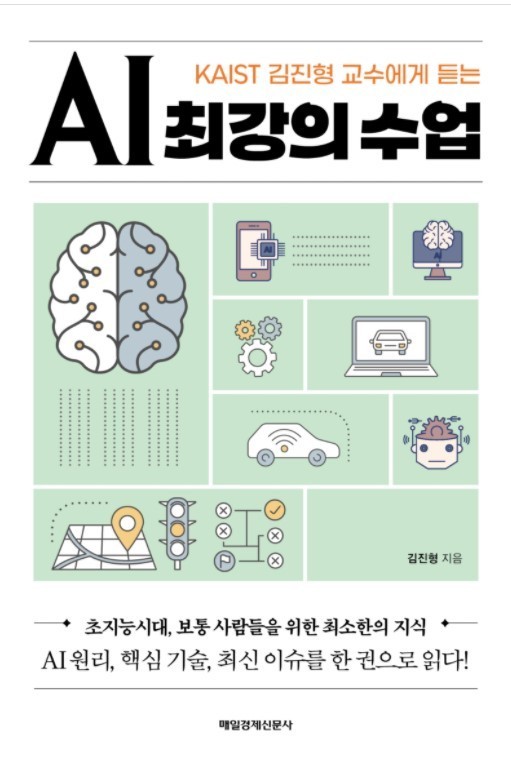 KAIST 김진형 교수에게 듣는
AI 최강의 수업
AI
AI
김진형 지음
초지능시대, 보통 사람들을 위한 최소한의 지식
AI 원리, 핵심 기술, 최신 이슈를 한 권으로 읽다!
매일경제신문사